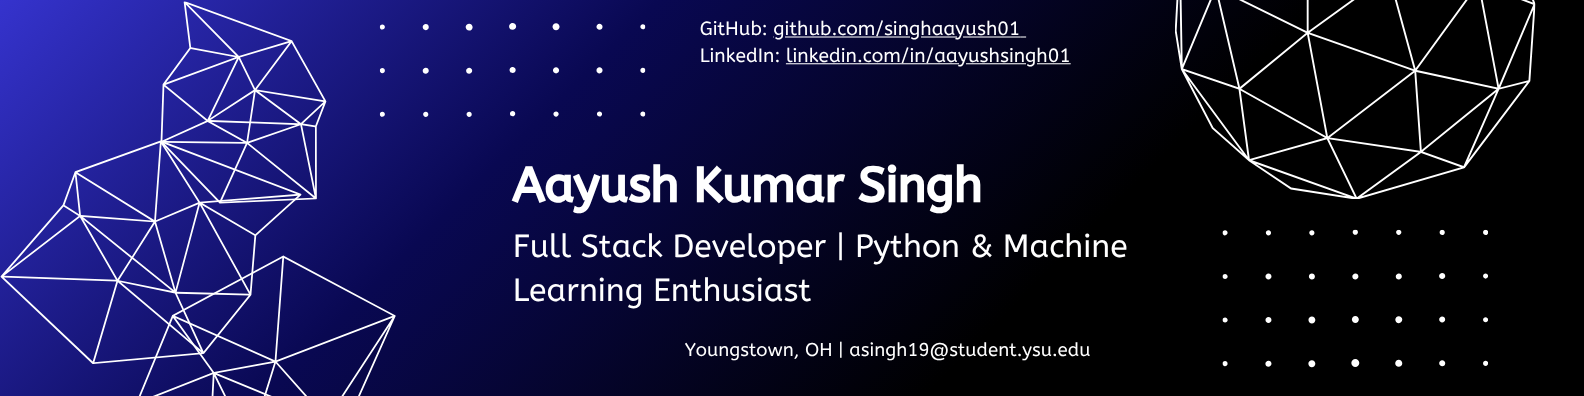 GitHub: github.com/singhaayush01
LinkedIn: linkedin.com/in/aayushsingh01
Aayush Kumar Singh
Full Stack Developer | Python & Machine
Learning Enthusiast
Youngstown, OH | asingh19@student.ysu.edu